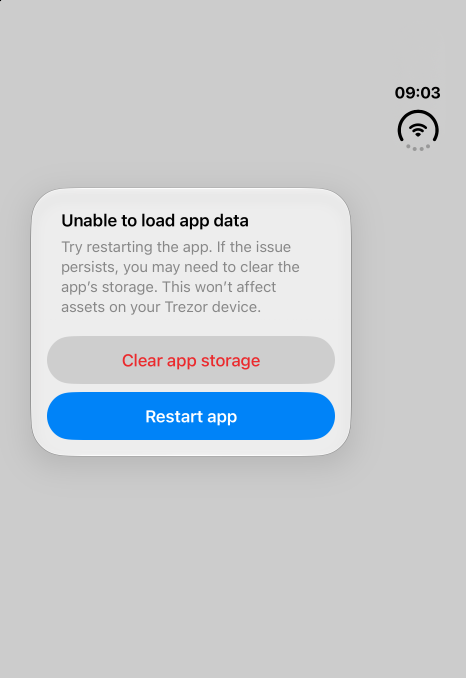 09:03
Unable to load app data
Try restarting the app. If the issue
persists, you may need to clear the
app’s storage. This won’t affect
assets on your Trezor device.
Clear app storage
Restart app